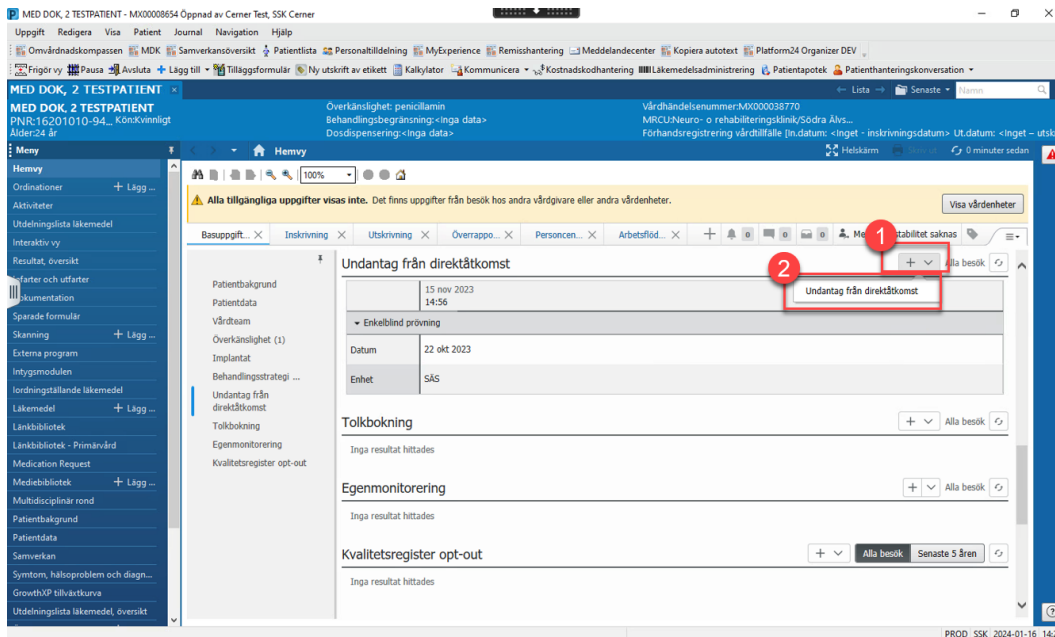 MED DOK, 2 TESTPATIENT - MX00008654 Öppnad av Cerner Test, SSK Cerner
Uppgift Redigera Visa Patient Journal Navigation Hjälp
Omvårdnadskompassen MDK Samverkansöversikt Patientlista Personaltilldelning MyExperience Remisshantering Meddelandecenter Kopiera autotext Platform24 Organizer DEV
Frigör vy Pausa Avsluta Lägg till Tilläggsformulär Ny utskrift av etikett Kalkylator Kommunicera Kostnadskodhantering Läkemedelsadministrering Patientapotek Patienthanteringskonversation
MED DOK, 2 TESTPATIENT Lista Senaste Namn
MED DOK, 2 TESTPATIENT Överkänslighet: penicillamin Vårdhändelsenummer:MX000038770
PNR:16201010-94... Kön:Kvinnligt Behandlingsbegränsning:<Inga data> MRCU:Neuro- o rehabiliteringsklinik/Södra Älvs...
Ålder:24 år Dosdispensering:<Inga data> Förhandsregistrering vårdtillfälle [In.datum: <Inget - inskrivningsdatum> Ut.datum: <Inget –
Meny Hemvy Helskärm Skriv ut 0 minuter sedan
Hemvy
Ordinationer + Lägg ...
Aktiviteter
Utdelningslista läkemedel
Interaktiv vy
Resultat, översikt
farter och utfarter
kumentation
Sparade formulär
Skanning + Lägg ...
Externa program
Intygsmodulen
Iordningställande läkemedel
Läkemedel + Lägg ...
Länkbibliotek
Länkbibliotek - Primärvård
Medication Request
Mediebibliotek + Lägg ...
Multidisciplinär rond
Patientbakgrund
Patientdata
Samverkan
Symtom, hälsoproblem och diagn...
GrowthXP tillväxtkurva
Utdelningslista läkemedel, översikt
100%
Alla tillgängliga uppgifter visas inte. Det finns uppgifter från besök hos andra vårdgivare eller andra vårdenheter. Visa vårdenheter
Basuppgift... Inskrivning Utskrivning Överrappo... Personcen... Arbetsflöd... 0 0 0 Me stabilitet saknas
1
2
Patientbakgrund
Patientdata
Vårdteam
Överkänslighet (1)
Implantat
Behandlingsstrategi ...
Undantag från
direktåtkomst
Tolkbokning
Egenmonitorering
Kvalitetsregister opt-out
Undantag från direktåtkomst + Alla besök
Undantag från direktåtkomst
15 nov 2023
14:56
Enkelblind prövning
Datum 22 okt 2023
Enhet SÄS
Tolkbokning + Alla besök
Inga resultat hittades
Egenmonitorering + Alla besök
Inga resultat hittades
Kvalitetsregister opt-out + Alla besök Senaste 5 åren
Inga resultat hittades
PROD SSK 2024-01-16